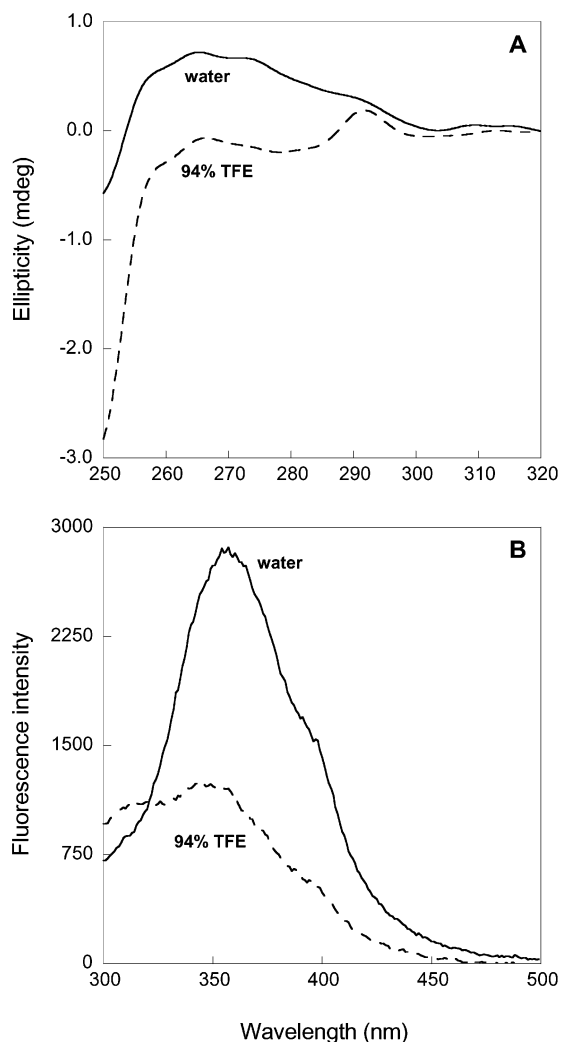 1.0
A
water
0.0
94% TFE
-1.0
-2.0
-3.0
Ellipticity (mdeg)
250 260 270 280 290 300 310 320
3000
B
water
2250
1500
94% TFE
750
0
Fluorescence intensity
300 350 400 450 500
Wavelength (nm)